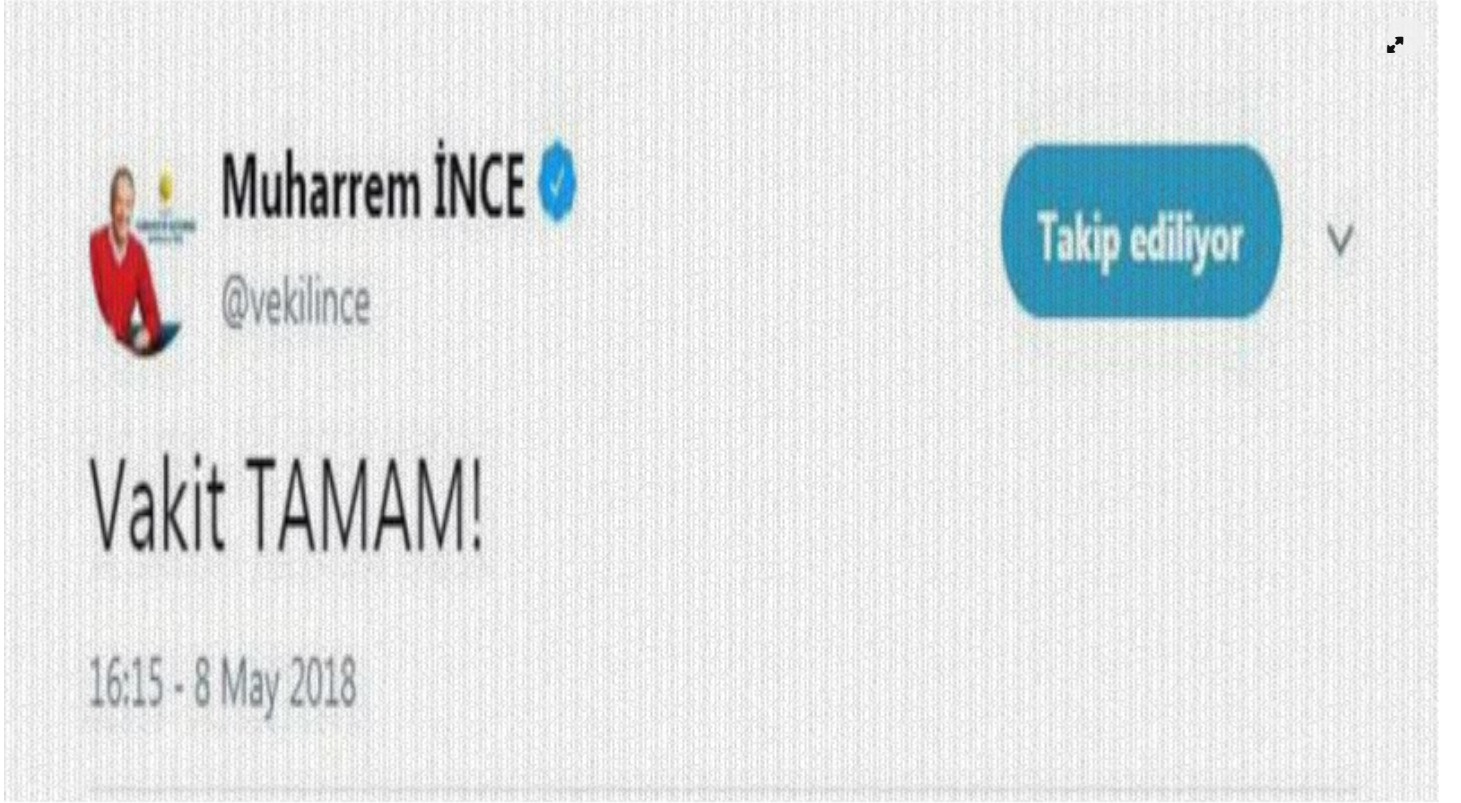 Muharrem İNCE
@vekilince
Takip ediliyor
Vakit TAMAM!
16:15 - 8 May 2018